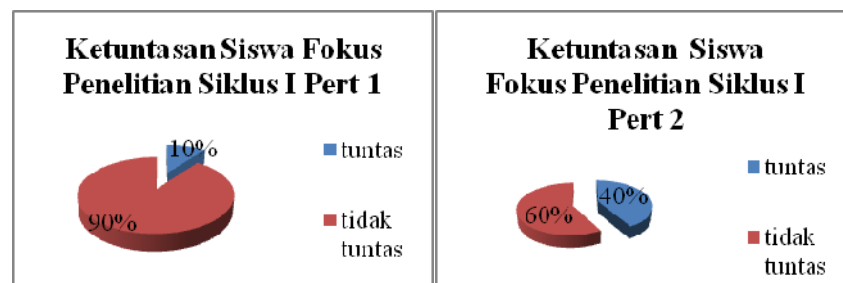 Ketuntasan Siswa Fokus
Penelitian Siklus I Pert 1
10%
90%
tuntas
tidak
tuntas
Ketuntasan Siswa
Fokus Penelitian Siklus I
Pert 2
40%
60%
tuntas
tidak
tuntas